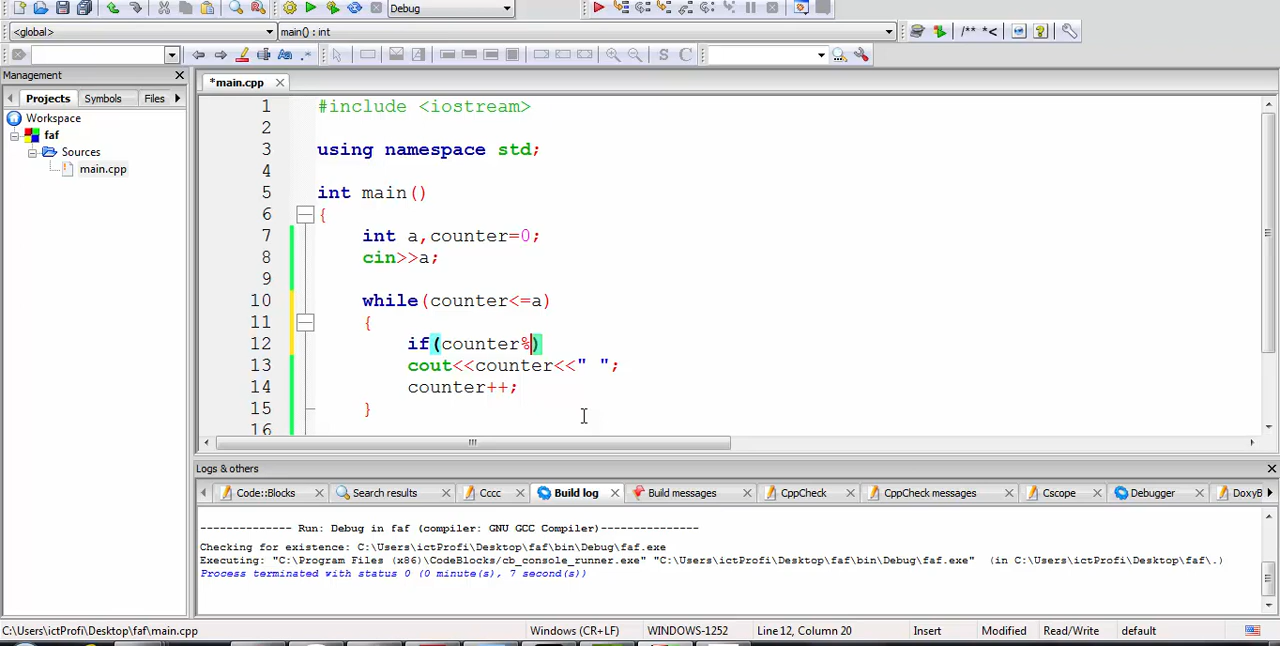 Debug
<global>
main() : int
/** *<
S C
Management
*main.cpp
Projects Symbols Files
Workspace
faf
Sources
main.cpp
1 #include <iostream>
2
3 using namespace std;
4
5 int main()
6 {
7 int a,counter=0;
8 cin>>a;
9
10 while(counter<=a)
11 {
12 if(counter%)
13 cout<<counter<<" ";
14 counter++;
15 }
16
Logs & others
Code::Blocks Search results Cccc Build log Build messages CppCheck CppCheck messages Cscope Debugger DoxyB
-------------- Run: Debug in faf (compiler: GNU GCC Compiler)---------------
Checking for existence: C:\Users\ictProfi\Desktop\faf\bin\Debug\faf.exe
Executing: "C:\Program Files (x86)\CodeBlocks/cb_console_runner.exe" "C:\Users\ictProfi\Desktop\faf\bin\Debug\faf.exe" (in C:\Users\ictProfi\Desktop\faf\.)
Process terminated with status 0 (0 minute(s), 7 second(s))
C:\Users\ictProfi\Desktop\faf\main.cpp Windows (CR+LF) WINDOWS-1252 Line 12, Column 20 Insert Modified Read/Write default